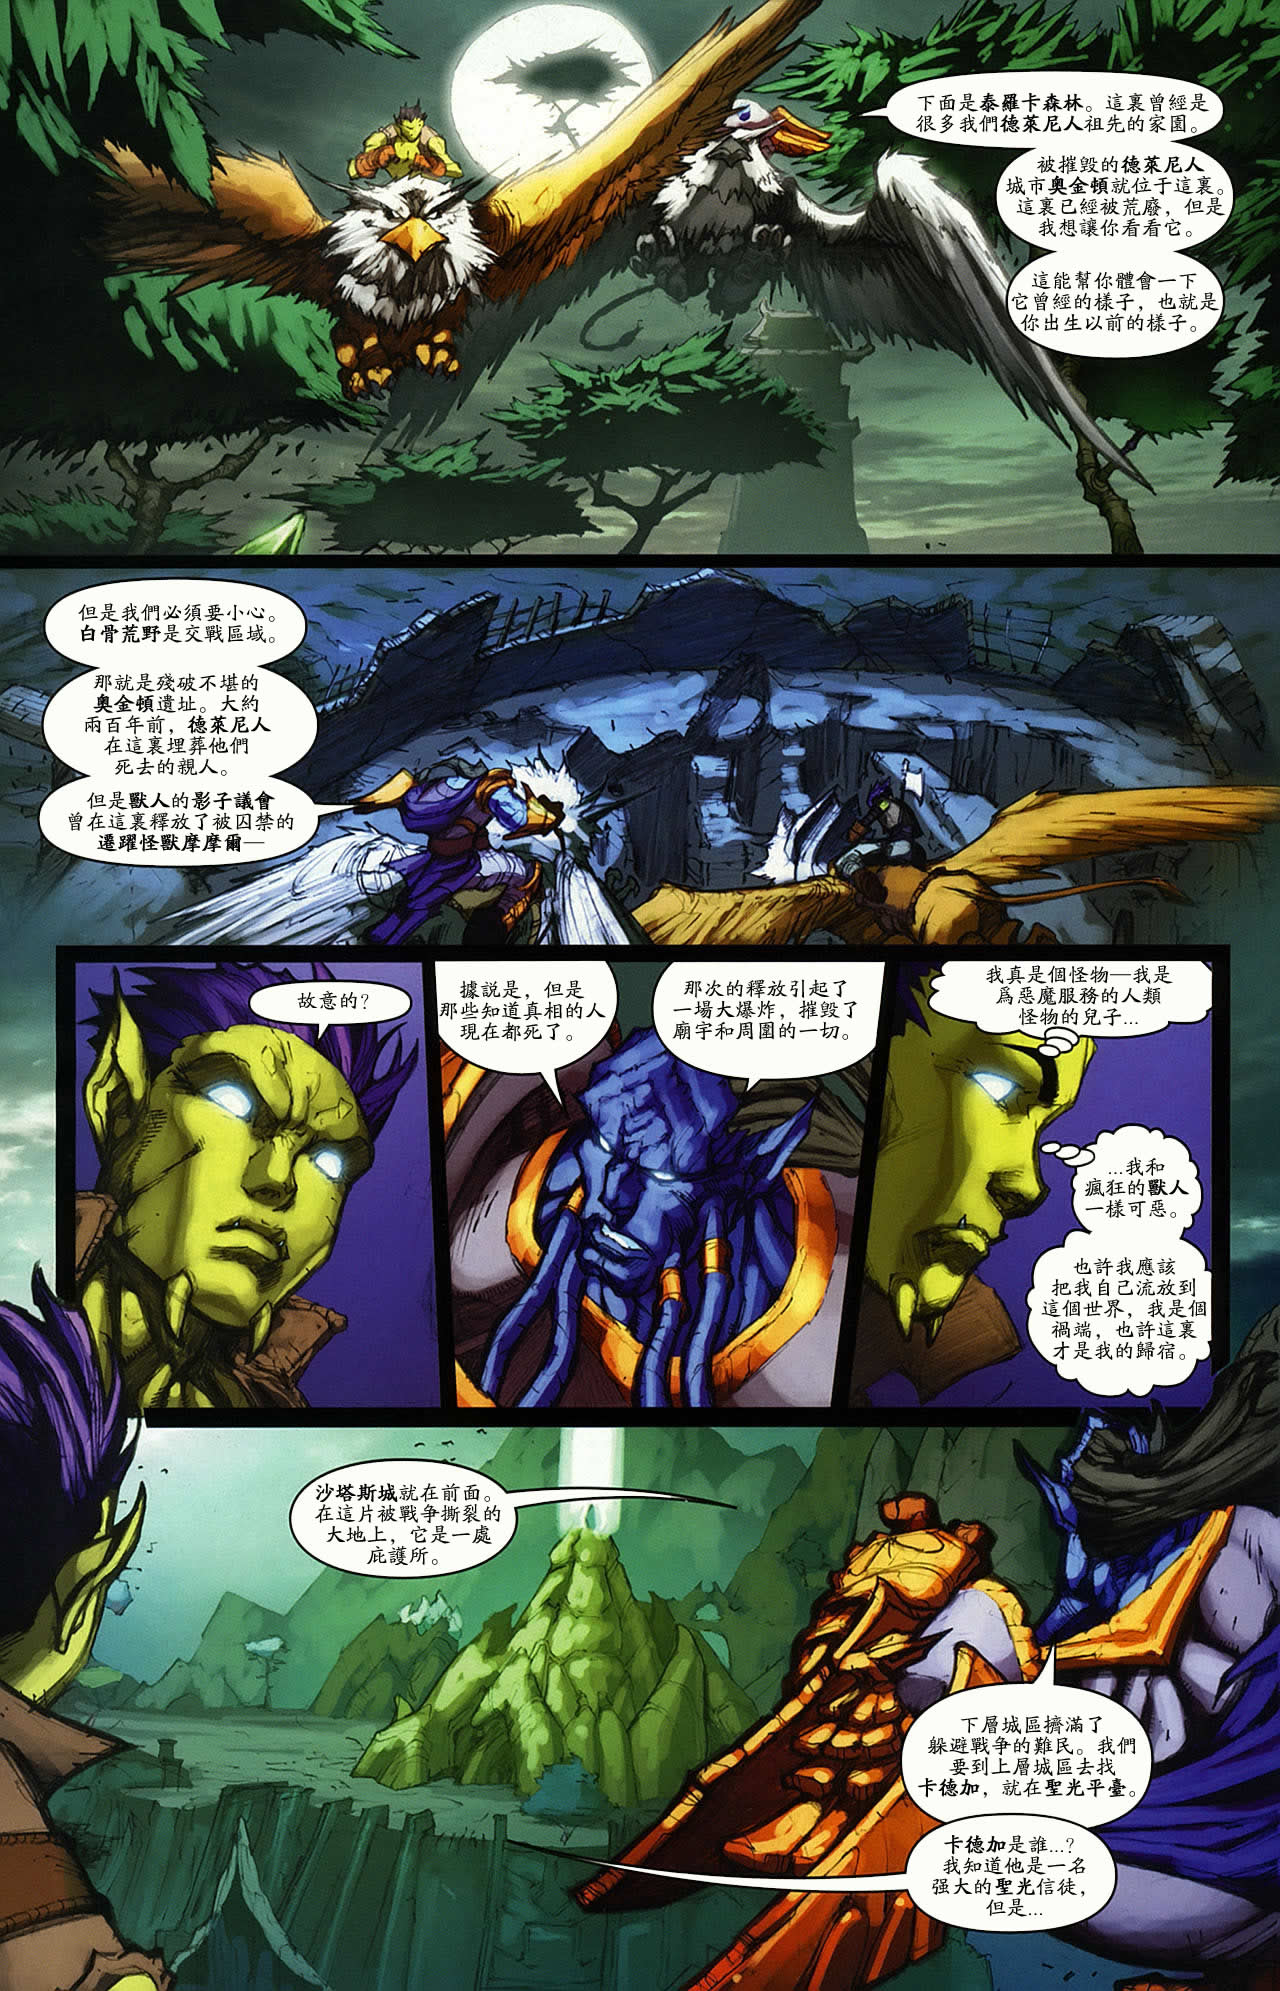 下面是泰羅卡森林。這裏曾經是
很多我們德萊尼人祖先的家園。
被摧毀的德萊尼人
城市奧金頓就位于這裏。
這裏已經被荒廢，但是
我想讓你看看它。
這能幫你體會一下
它曾經的樣子，也就是
你出生以前的樣子。
但是我們必須要小心。
白骨荒野是交戰區域。
那就是殘破不堪的
奧金頓遺址。大約
兩百年前，德萊尼人
在這裏埋葬他們
死去的親人。
但是獸人的影子議會
曾在這裏釋放了被囚禁的
遷躍怪獸摩摩爾—
故意的？
據説是，但是
那些知道真相的人
現在都死了。
那次的釋放引起了
一場大爆炸，摧毀了
廟宇和周圍的一切。
我真是個怪物—我是
爲惡魔服務的人類
怪物的兒子...
...我和
瘋狂的獸人
一樣可惡。
也許我應該
把我自己流放到
這個世界，我是個
禍端，也許這裏
才是我的歸宿。
沙塔斯城就在前面。
在這片被戰争撕裂的
大地上，它是一處
庇護所。
下層城區擠滿了
躲避戰争的難民。我們
要到上層城區去找
卡德加，就在聖光平臺。
卡德加是誰...？
我知道他是一名
强大的聖光信徒，
但是...